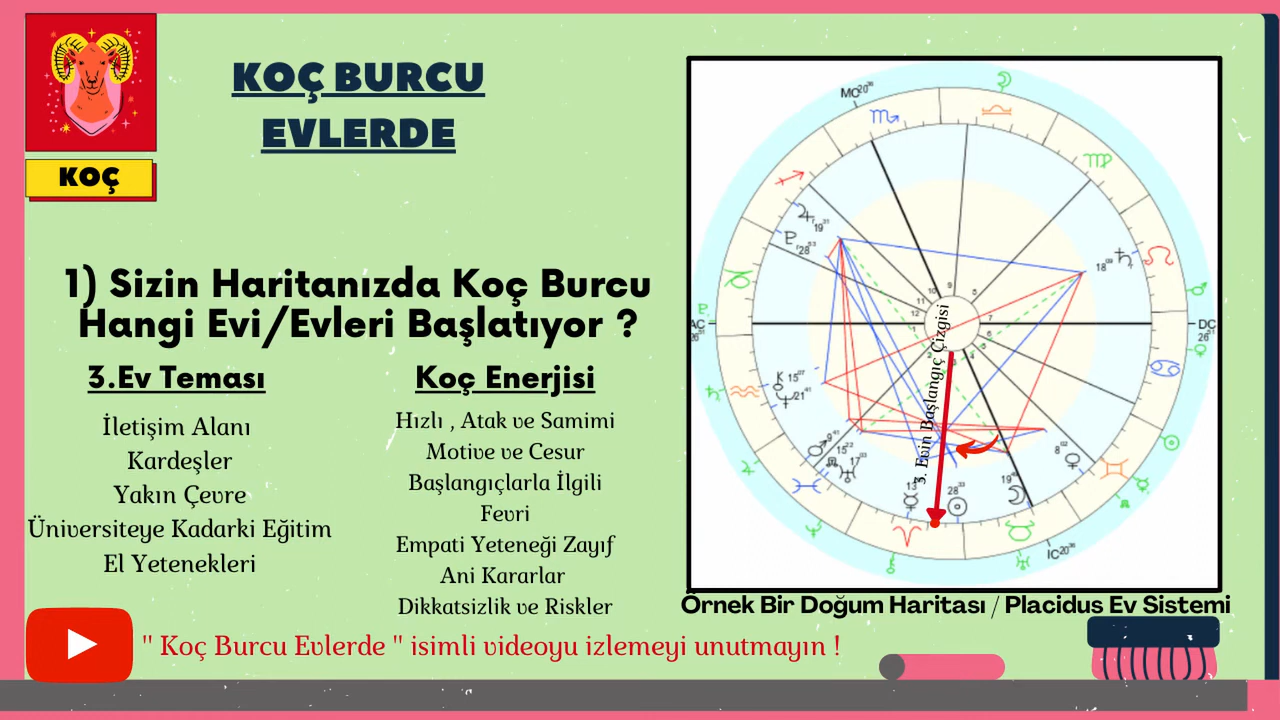 KOÇ
KOÇ BURCU
EVLERDE
1) Sizin Haritanızda Koç Burcu
Hangi Evi/Evleri Başlatıyor ?
3.Ev Teması
İletişim Alanı
Kardeşler
Yakın Çevre
Üniversiteye Kadarki Eğitim
El Yetenekleri
Koç Enerjisi
Hızlı , Atak ve Samimi
Motive ve Cesur
Başlangıçlarla İlgili
Fevri
Empati Yeteneği Zayıf
Ani Kararlar
Dikkatsizlik ve Riskler
MC
AC
DC
IC
3. Evin Başlangıç Çizgisi
Örnek Bir Doğum Haritası / Placidus Ev Sistemi
" Koç Burcu Evlerde " isimli videoyu izlemeyi unutmayın !